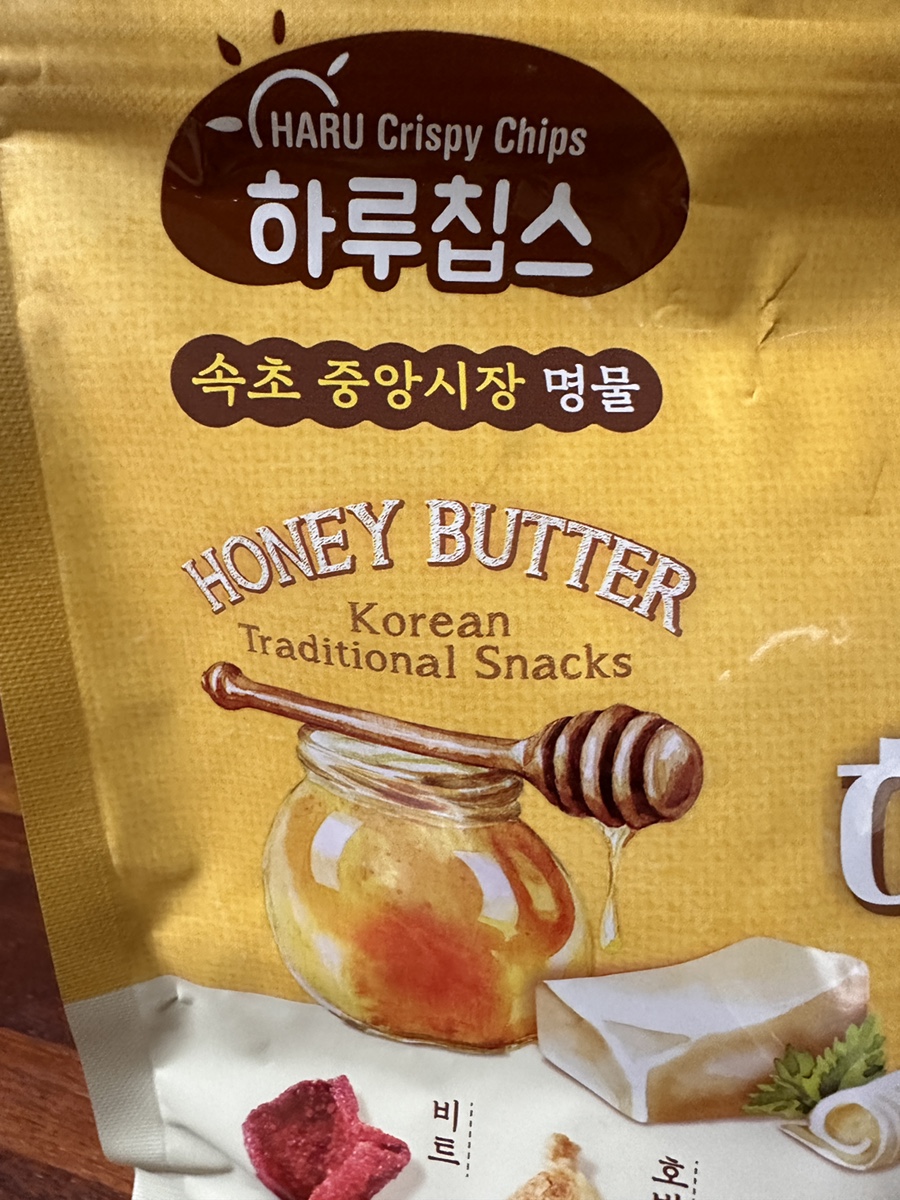 HARU Crispy Chips
하루칩스
속초 중앙시장 명물
HONEY BUTTER
Korean
Traditional Snacks
비트